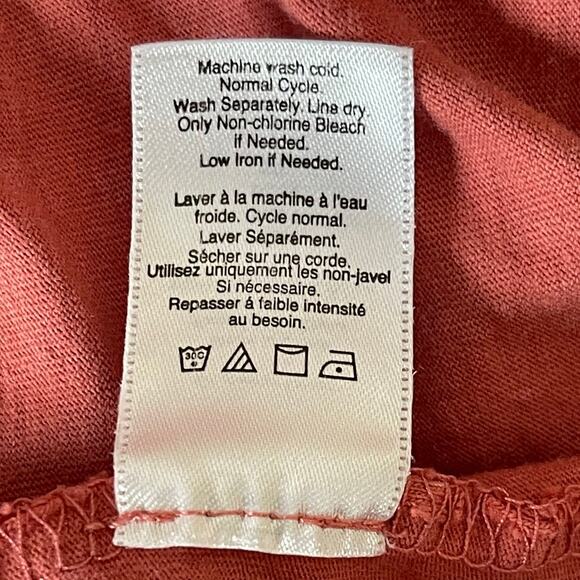 Machine wash cold.
Normal Cycle.
Wash Separately. Line dry.
Only Non-chlorine Bleach
if Needed.
Low Iron if Needed.
Laver à la machine à l'eau
froide. Cycle normal.
Laver Séparément.
Sécher sur une corde.
Utilisez uniquement les non-javel
Si nécessaire.
Repasser á faible intensité
au besoin.
30C